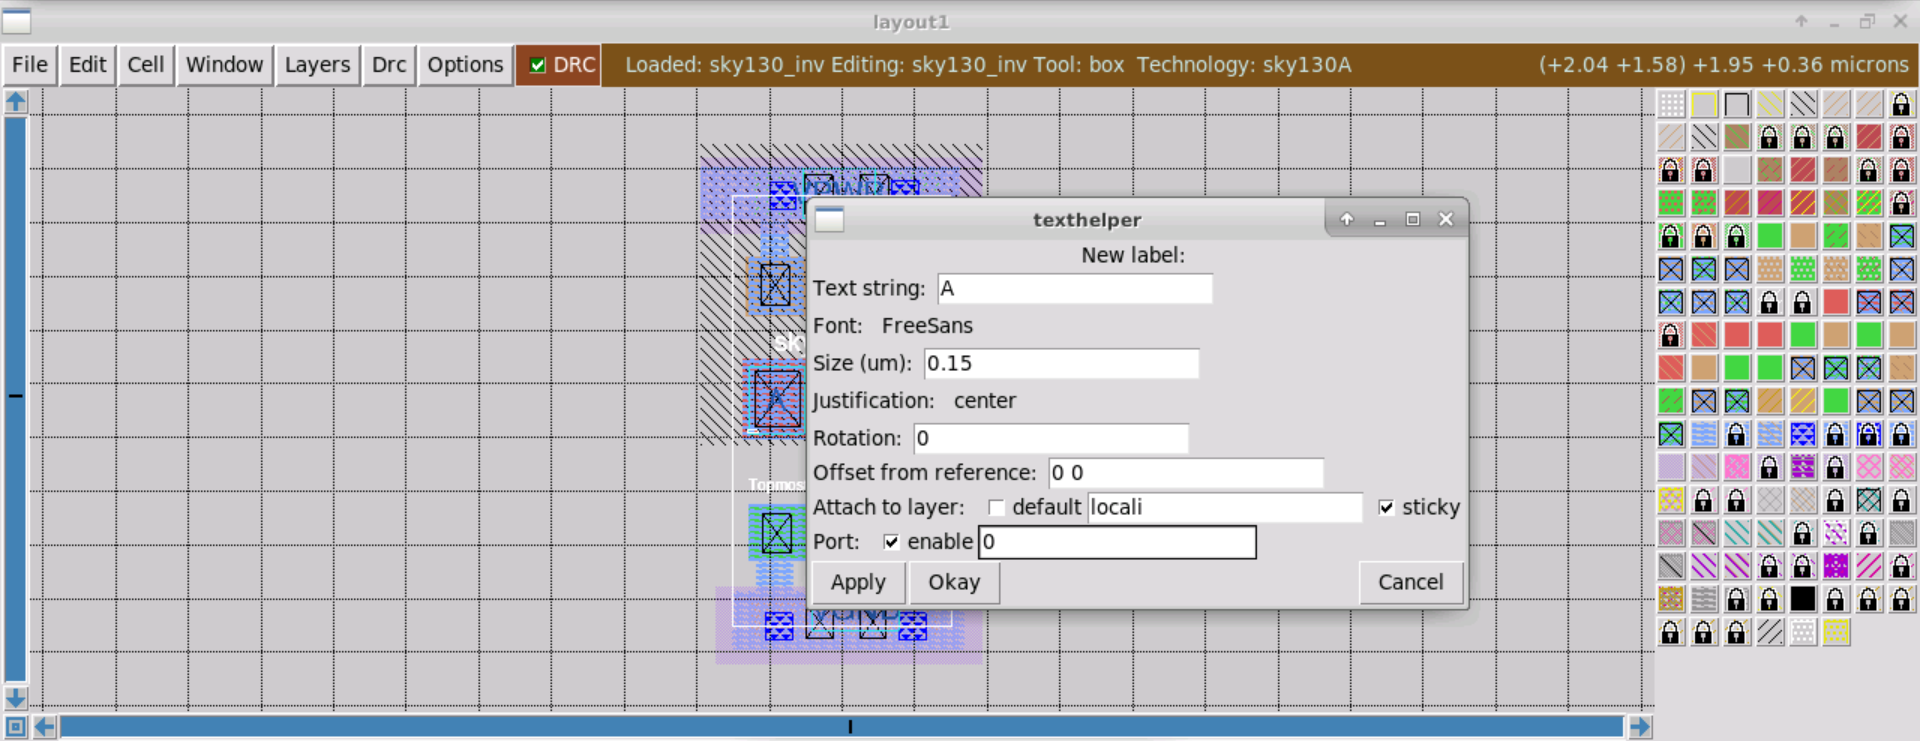 layout1
File Edit Cell Window Layers Drc Options DRC Loaded: sky130_inv Editing: sky130_inv Tool: box Technology: sky130A (+2.04 +1.58) +1.95 +0.36 microns
texthelper
New label:
Text string: A
Font: FreeSans
Size (um): 0.15
Justification: center
Rotation: 0
Offset from reference: 0 0
Attach to layer: default locali sticky
Port: enable 0
Apply Okay Cancel
sky
A